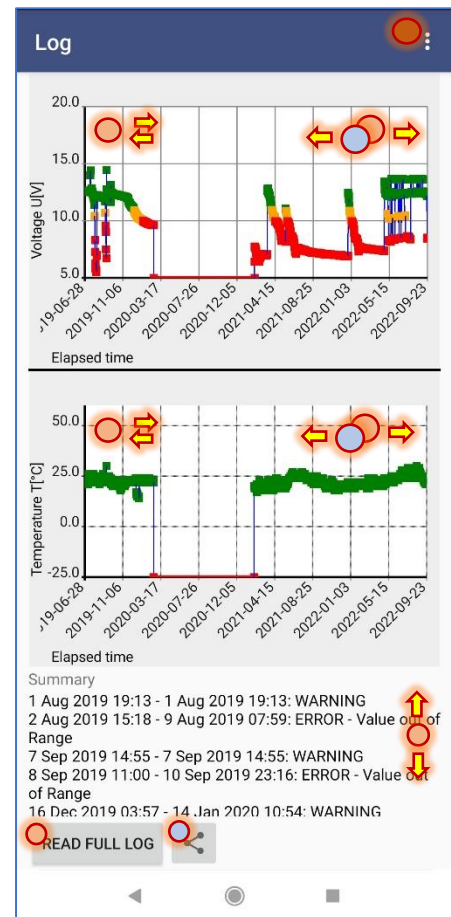 Log
20.0
15.0
10.0
5.0
Voltage U[V]
2019-11-06
2020-03-17
2020-07-26
2020-12-05
2021-04-15
2021-08-25
2022-01-03
2022-05-15
2022-09-23
Elapsed time
50.0
25.0
0.0
-25.0
Temperature T[°C]
2019-11-06
2020-03-17
2020-07-26
2020-12-05
2021-04-15
2021-08-25
2022-01-03
2022-05-15
2022-09-23
Elapsed time
Summary
1 Aug 2019 19:13 - 1 Aug 2019 19:13: WARNING
2 Aug 2019 15:18 - 9 Aug 2019 07:59: ERROR - Value out of
Range
7 Sep 2019 14:55 - 7 Sep 2019 14:55: WARNING
8 Sep 2019 11:00 - 10 Sep 2019 23:16: ERROR - Value out
of Range
16 Dec 2019 03:57 - 14 Jan 2020 10:54: WARNING
READ FULL LOG